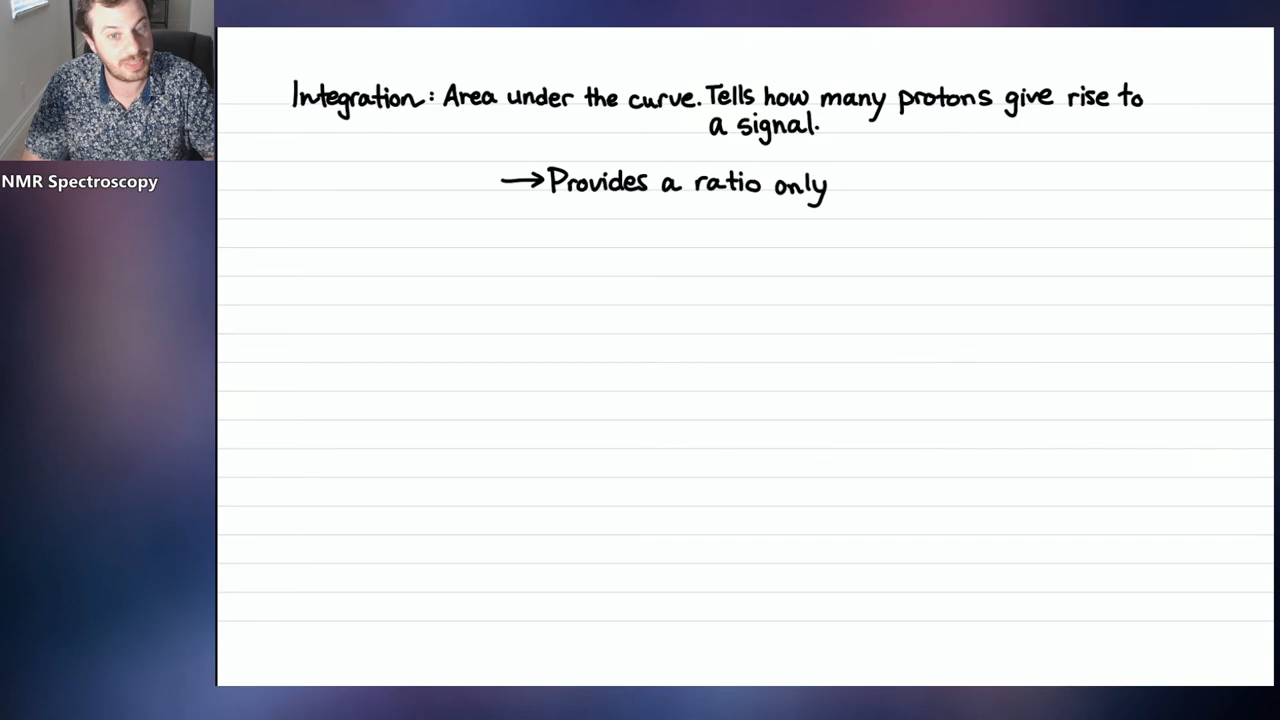 Integration: Area under the curve. Tells how many protons give rise to
a signal.
→Provides a ratio only
NMR Spectroscopy